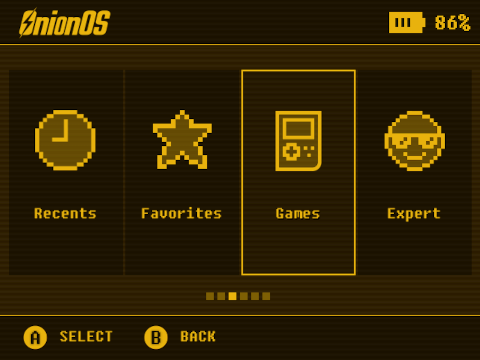 OnionOS
86%
Recents
Favorites
Games
Expert
A SELECT
B BACK